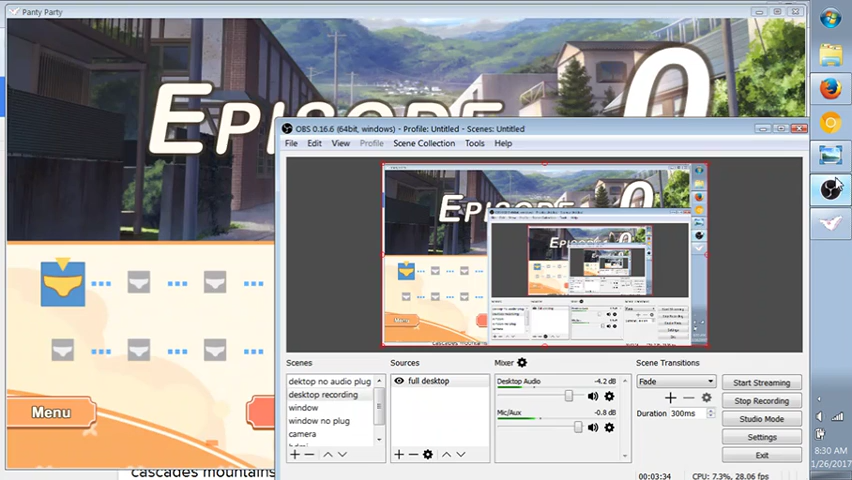 Panty Party
EPISODE 0
OBS 0.16.6 (64bit, windows) - Profile: Untitled - Scenes: Untitled
File Edit View Profile Scene Collection Tools Help
Scenes
dektop no audio plug
desktop recording
window
window no plug
camera
Sources
full desktop
Mixer
Desktop Audio -4.2 dB
Mic/Aux -0.8 dB
Scene Transitions
Fade
Duration 300ms
Start Streaming
Stop Recording
Studio Mode
Settings
Exit
Menu
cascades mountains
00:03:34 CPU: 7.3%, 28.06 fps
8:30 AM
1/26/2017